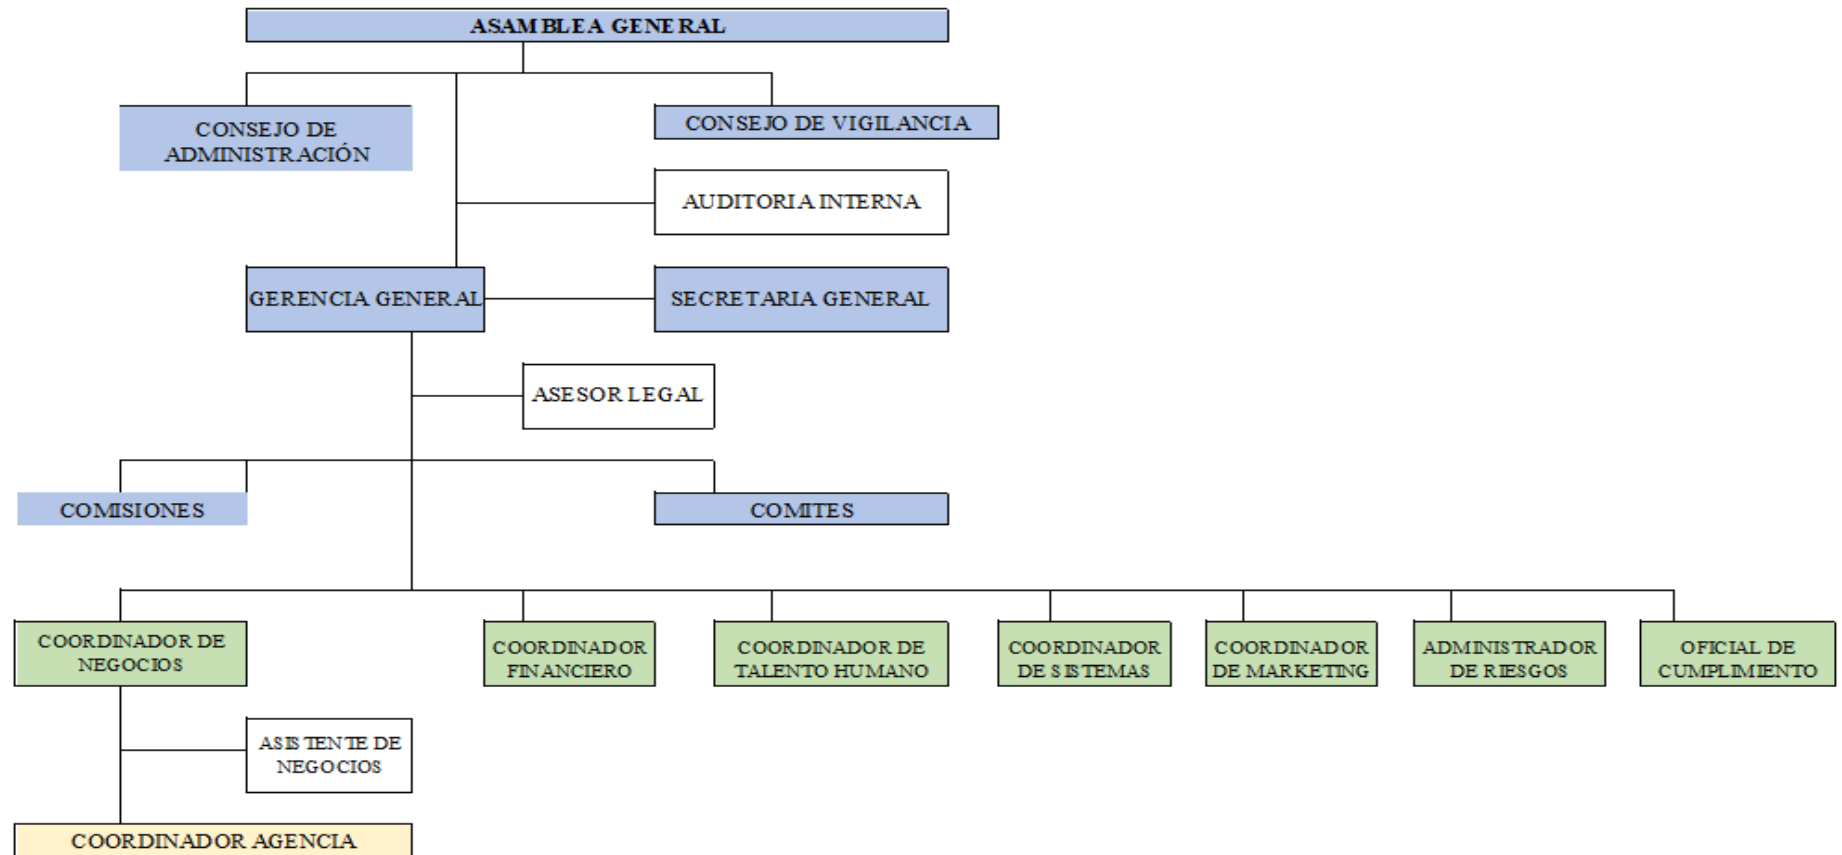 ASAMBLEA GENERAL
CONSEJO DE
ADMINISTRACIÓN
CONSEJO DE VIGILANCIA
AUDITORIA INTERNA
GERENCIA GENERAL
SECRETARIA GENERAL
ASESOR LEGAL
COMISIONES
COMITES
COORDINADOR DE
NEGOCIOS
COORDINADOR
FINANCIERO
COORDINADOR DE
TALENTO HUMANO
COORDINADOR
DE SISTEMAS
COORDINADOR
DE MARKETING
ADMINISTRADOR
DE RIESGOS
OFICIAL DE
CUMPLIMIENTO
ASISTENTE DE
NEGOCIOS
COORDINADOR AGENCIA